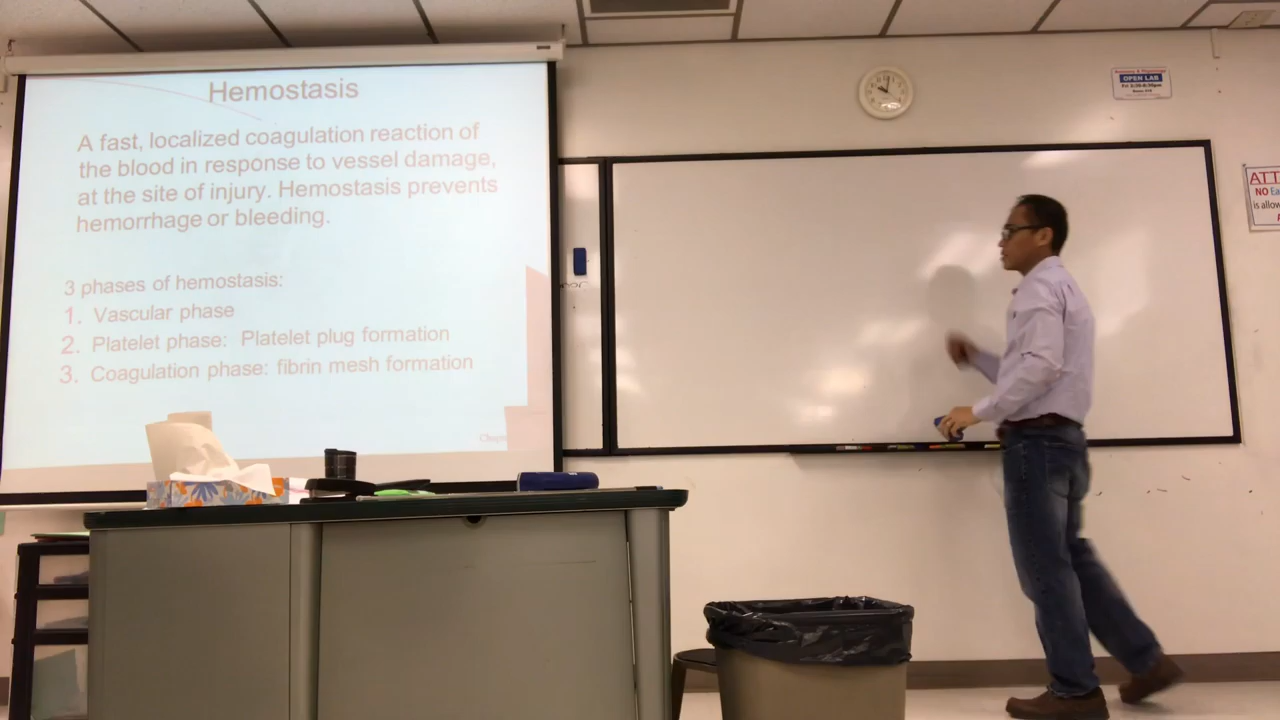 Hemostasis
A fast, localized coagulation reaction of
the blood in response to vessel damage,
at the site of injury. Hemostasis prevents
hemorrhage or bleeding.
3 phases of hemostasis:
1. Vascular phase
2. Platelet phase: Platelet plug formation
3. Coagulation phase: fibrin mesh formation
OPEN LAB
ATT
NO Ea
is allow